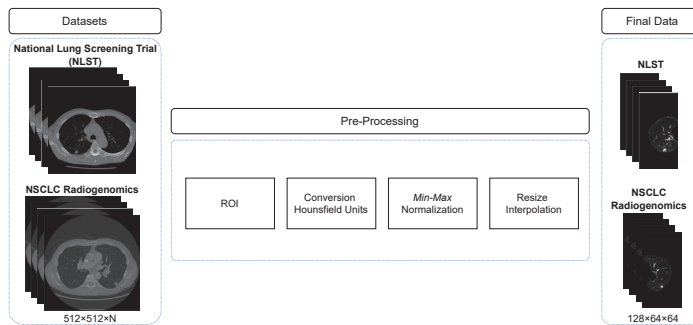 Datasets
National Lung Screening Trial
(NLST)
NSCLC Radiogenomics
512×512×N
Pre-Processing
ROI
Conversion
Hounsfield Units
Min-Max
Normalization
Resize
Interpolation
Final Data
NLST
NSCLC
Radiogenomics
128×64×64